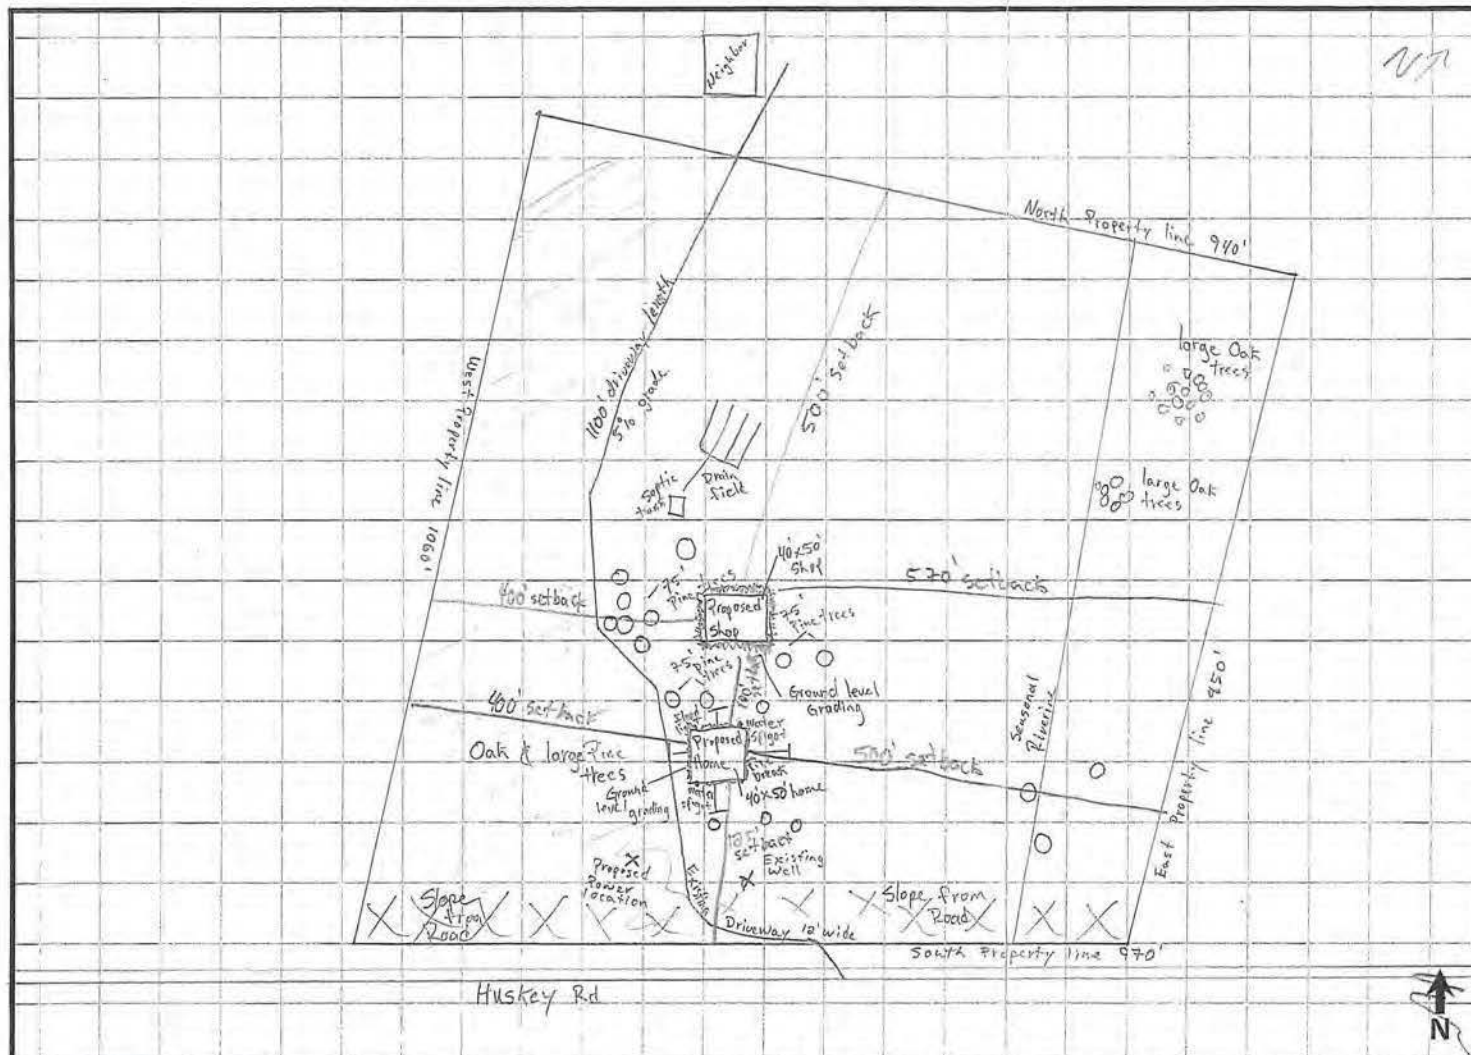 Neighbor
N
North Property line 940'
large Oak
trees
West Property line 1060'
1100' driveway length
5% grade
500' setback
large Oak
trees
Septic
tank
Drain
field
40'x50'
Shop
75'
Pine trees
400' setback
570' setback
Proposed
Shop
75'
Pine trees
75'
Pine
trees
Ground level
Grading
400' setback
Seasonal
Riverine
East Property line 950'
water
spigot
Proposed
Home
500' setback
Oak & large Pine
trees
Ground
level grading
water
spigot
break
40'x50' home
125'
setback
Existing
well
Proposed
Power
location
Existing
Slope
from
Road
Slope from
Road
Driveway 12' wide
South Property line 970'
Huskey Rd
N